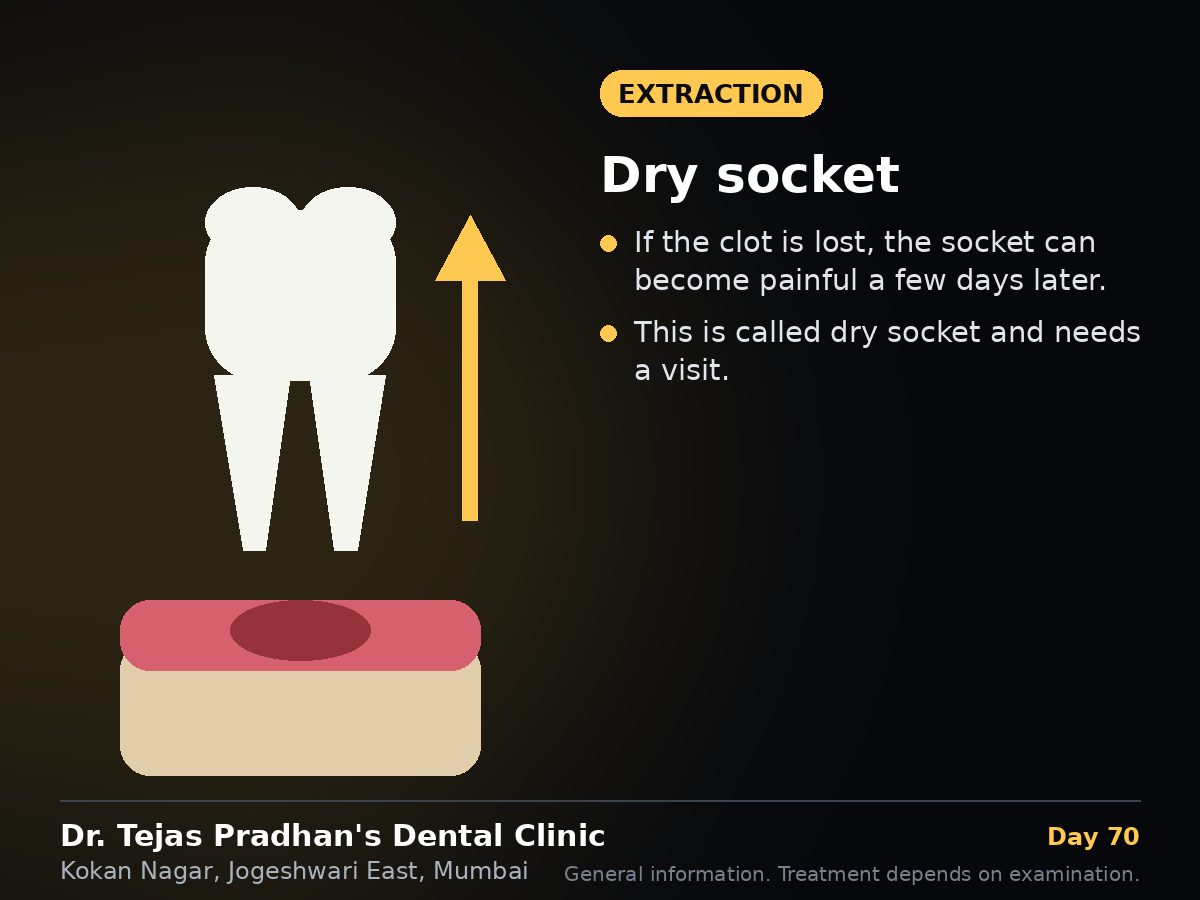 EXTRACTION
Dry socket
If the clot is lost, the socket can
become painful a few days later.
This is called dry socket and needs
a visit.
Dr. Tejas Pradhan's Dental Clinic
Day 70
Kokan Nagar, Jogeshwari East, Mumbai
General information. Treatment depends on examination.